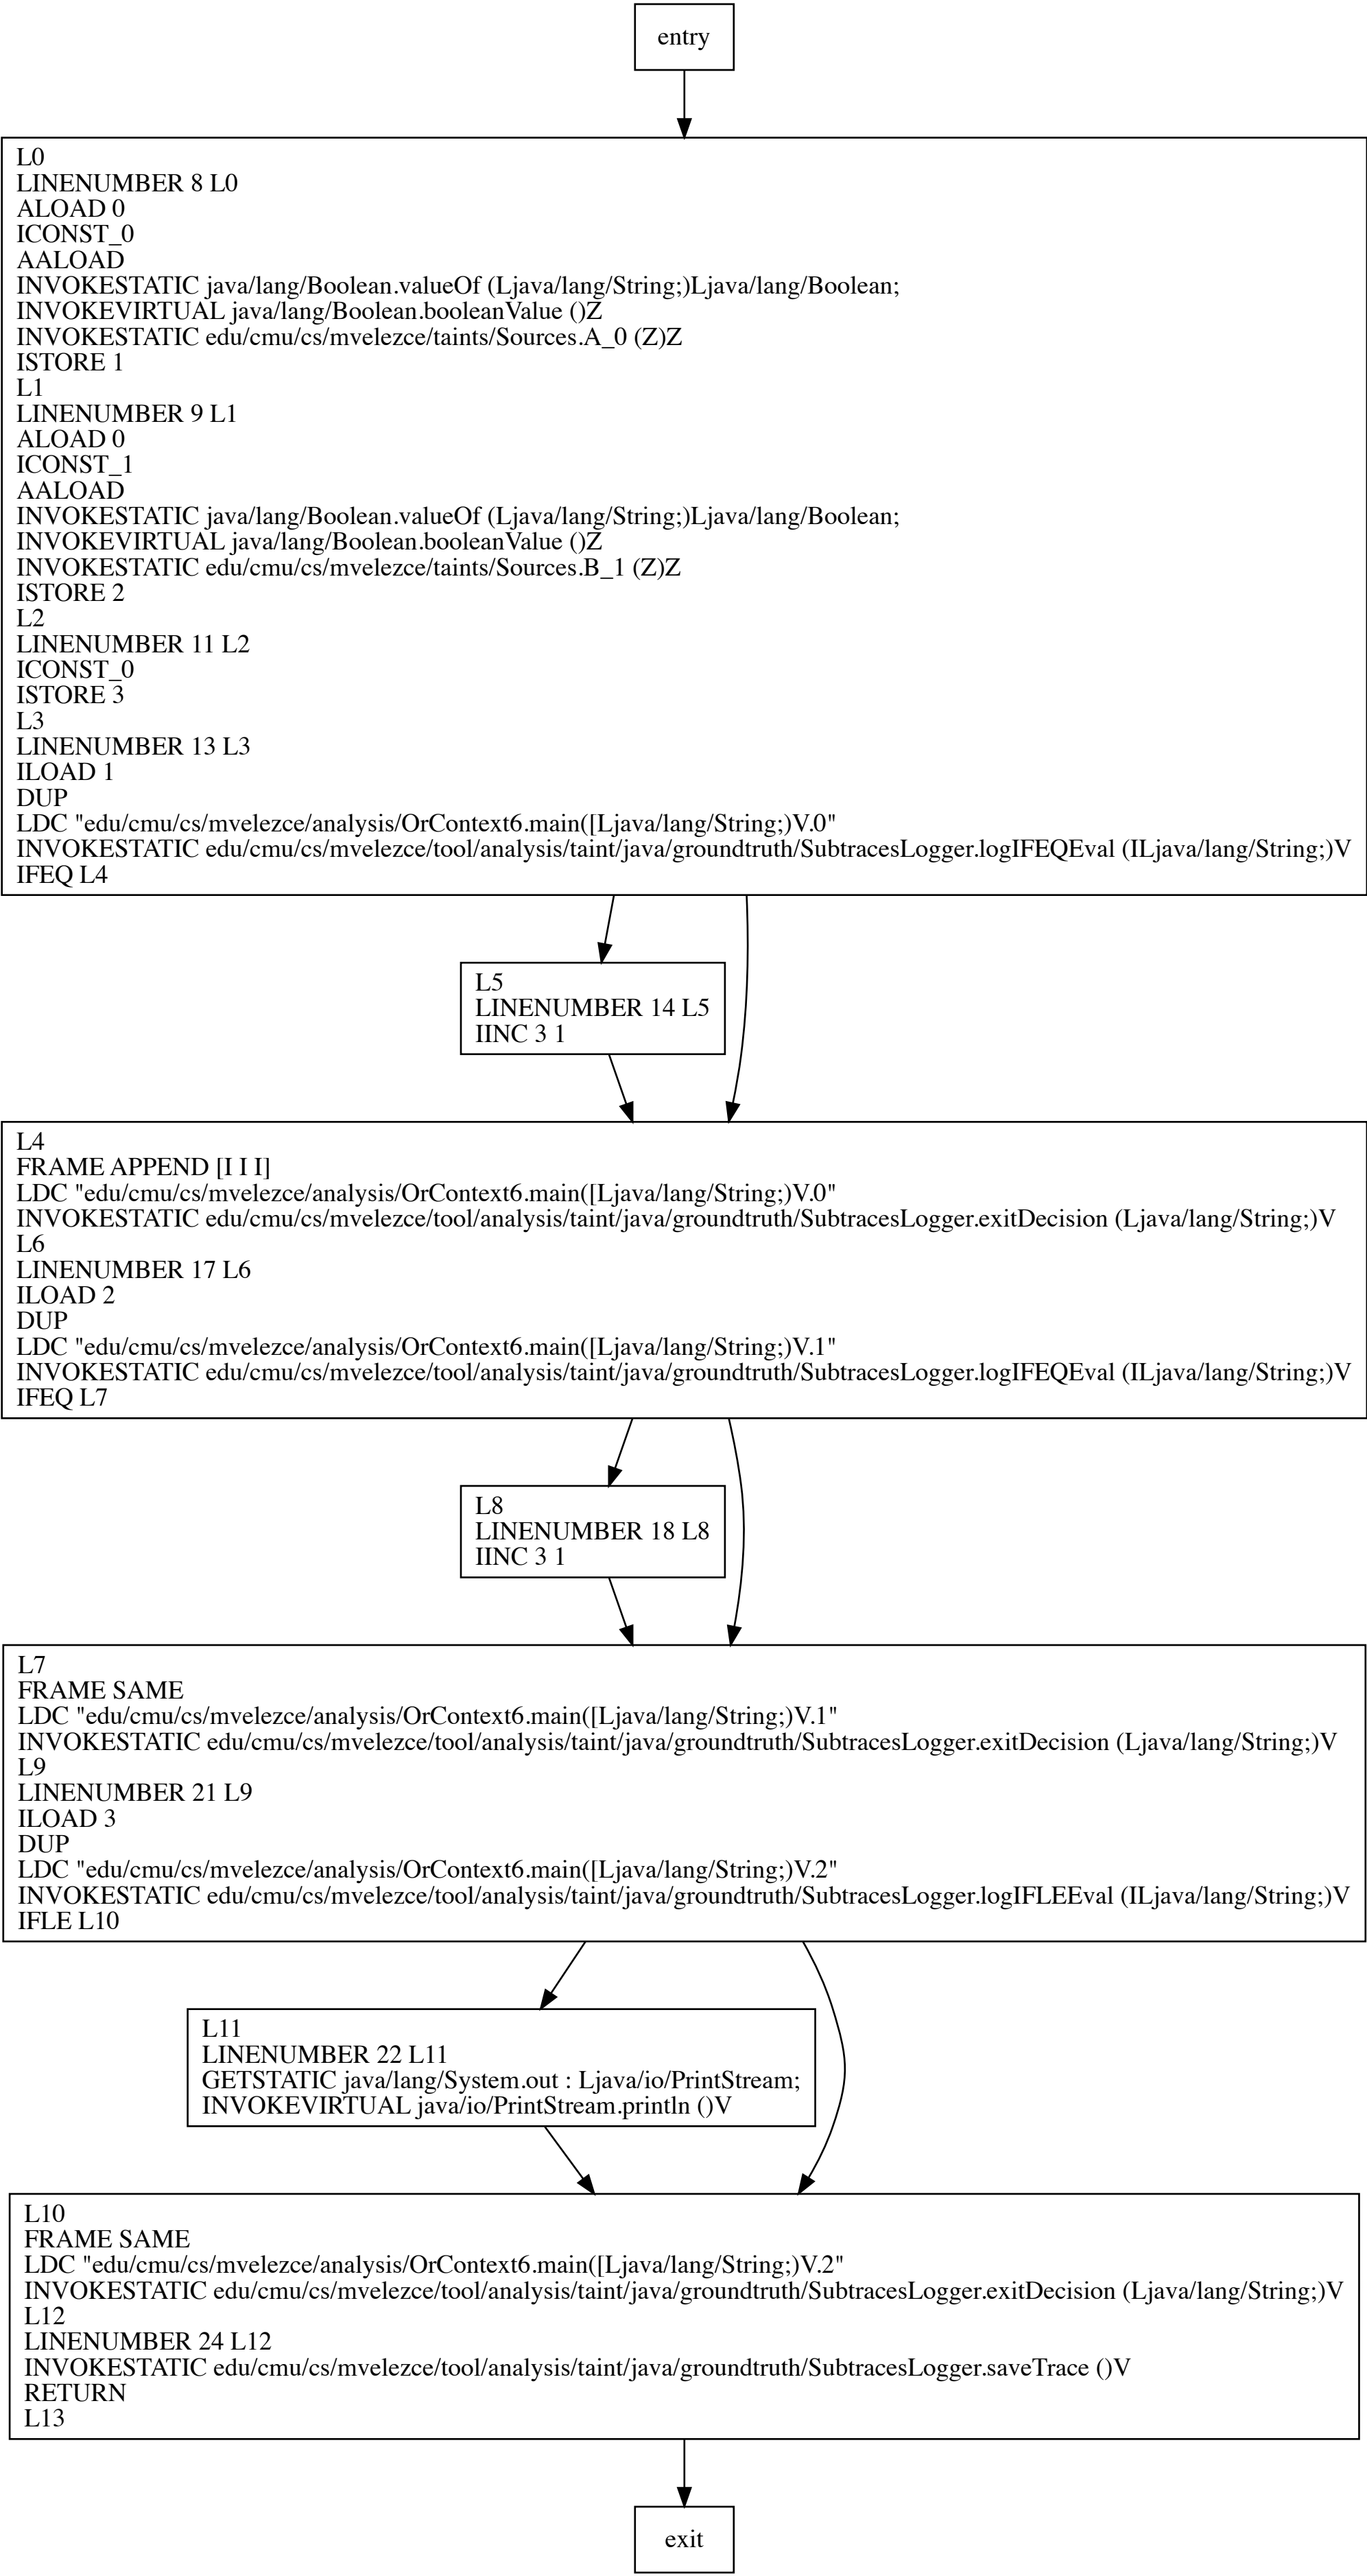 entry
L0
LINENUMBER 8 L0
ALOAD 0
ICONST_0
AALOAD
INVOKESTATIC java/lang/Boolean.valueOf (Ljava/lang/String;)Ljava/lang/Boolean;
INVOKEVIRTUAL java/lang/Boolean.booleanValue ()Z
INVOKESTATIC edu/cmu/cs/mvelezce/taints/Sources.A_0 (Z)Z
ISTORE 1
L1
LINENUMBER 9 L1
ALOAD 0
ICONST_1
AALOAD
INVOKESTATIC java/lang/Boolean.valueOf (Ljava/lang/String;)Ljava/lang/Boolean;
INVOKEVIRTUAL java/lang/Boolean.booleanValue ()Z
INVOKESTATIC edu/cmu/cs/mvelezce/taints/Sources.B_1 (Z)Z
ISTORE 2
L2
LINENUMBER 11 L2
ICONST_0
ISTORE 3
L3
LINENUMBER 13 L3
ILOAD 1
DUP
LDC "edu/cmu/cs/mvelezce/analysis/OrContext6.main([Ljava/lang/String;)V.0"
INVOKESTATIC edu/cmu/cs/mvelezce/tool/analysis/taint/java/groundtruth/SubtracesLogger.logIFEQEval (ILjava/lang/String;)V
IFEQ L4
L5
LINENUMBER 14 L5
IINC 3 1
L4
FRAME APPEND [I I I]
LDC "edu/cmu/cs/mvelezce/analysis/OrContext6.main([Ljava/lang/String;)V.0"
INVOKESTATIC edu/cmu/cs/mvelezce/tool/analysis/taint/java/groundtruth/SubtracesLogger.exitDecision (Ljava/lang/String;)V
L6
LINENUMBER 17 L6
ILOAD 2
DUP
LDC "edu/cmu/cs/mvelezce/analysis/OrContext6.main([Ljava/lang/String;)V.1"
INVOKESTATIC edu/cmu/cs/mvelezce/tool/analysis/taint/java/groundtruth/SubtracesLogger.logIFEQEval (ILjava/lang/String;)V
IFEQ L7
L8
LINENUMBER 18 L8
IINC 3 1
L7
FRAME SAME
LDC "edu/cmu/cs/mvelezce/analysis/OrContext6.main([Ljava/lang/String;)V.1"
INVOKESTATIC edu/cmu/cs/mvelezce/tool/analysis/taint/java/groundtruth/SubtracesLogger.exitDecision (Ljava/lang/String;)V
L9
LINENUMBER 21 L9
ILOAD 3
DUP
LDC "edu/cmu/cs/mvelezce/analysis/OrContext6.main([Ljava/lang/String;)V.2"
INVOKESTATIC edu/cmu/cs/mvelezce/tool/analysis/taint/java/groundtruth/SubtracesLogger.logIFLEEval (ILjava/lang/String;)V
IFLE L10
L11
LINENUMBER 22 L11
GETSTATIC java/lang/System.out : Ljava/io/PrintStream;
INVOKEVIRTUAL java/io/PrintStream.println ()V
L10
FRAME SAME
LDC "edu/cmu/cs/mvelezce/analysis/OrContext6.main([Ljava/lang/String;)V.2"
INVOKESTATIC edu/cmu/cs/mvelezce/tool/analysis/taint/java/groundtruth/SubtracesLogger.exitDecision (Ljava/lang/String;)V
L12
LINENUMBER 24 L12
INVOKESTATIC edu/cmu/cs/mvelezce/tool/analysis/taint/java/groundtruth/SubtracesLogger.saveTrace ()V
RETURN
L13
exit